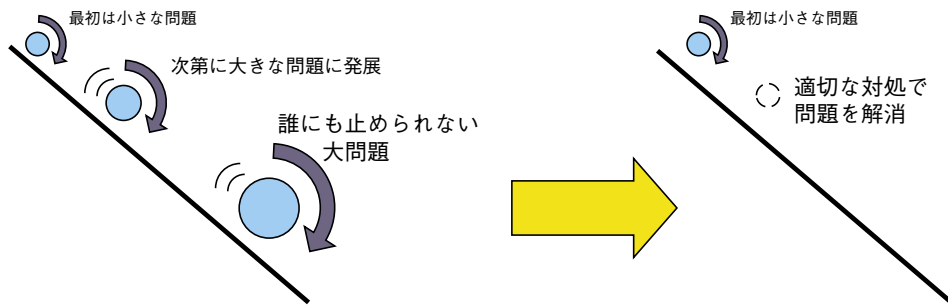 最初は小さな問題
次第に大きな問題に発展
誰にも止められない
大問題
最初は小さな問題
適切な対処で
問題を解消